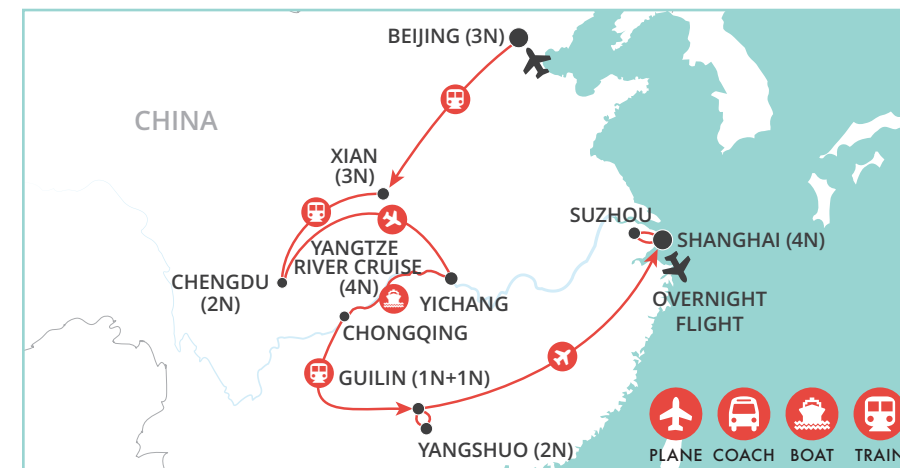 BEIJING (3N)
CHINA
XIAN
(3N)
SUZHOU
SHANGHAI (4N)
YANGTZE
RIVER CRUISE
(4N)
CHENGDU
(2N)
YICHANG
OVERNIGHT
FLIGHT
CHONGQING
GUILIN (1N+1N)
YANGSHUO (2N)
PLANE COACH BOAT TRAIN